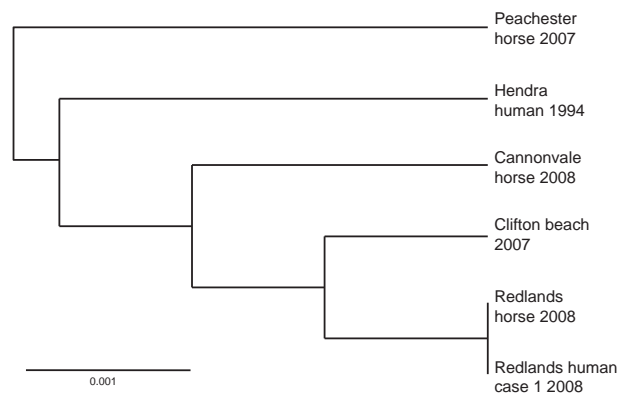 Peachester
horse 2007
Hendra
human 1994
Cannonvale
horse 2008
Clifton beach
2007
Redlands
horse 2008
Redlands human
case 1 2008
0.001